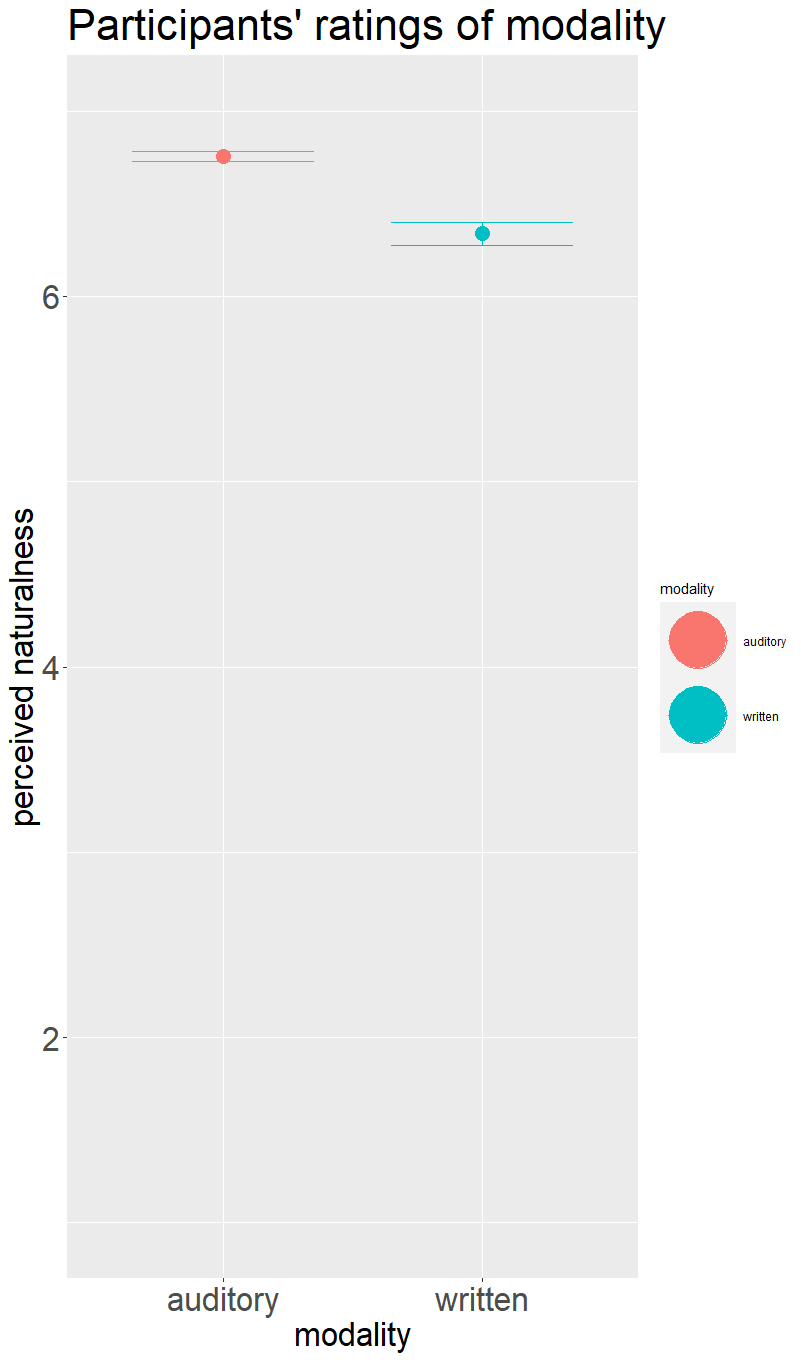 Participants' ratings of modality
perceived naturalness
6
4
2
auditory
written
modality
modality
auditory
written